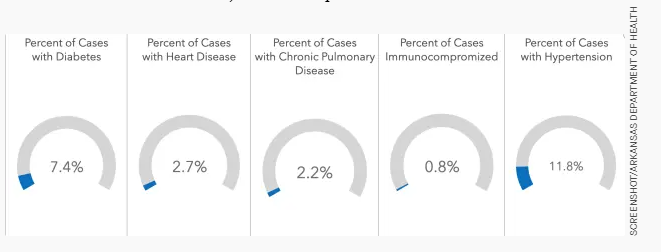 Percent of Cases
with Diabetes
7.4%
Percent of Cases
with Heart Disease
2.7%
Percent of Cases
with Chronic Pulmonary
Disease
2.2%
Percent of Cases
Immunocompromized
0.8%
Percent of Cases
with Hypertension
11.8%
SCREENSHOT/ARKANSAS DEPARTMENT OF HEALTH